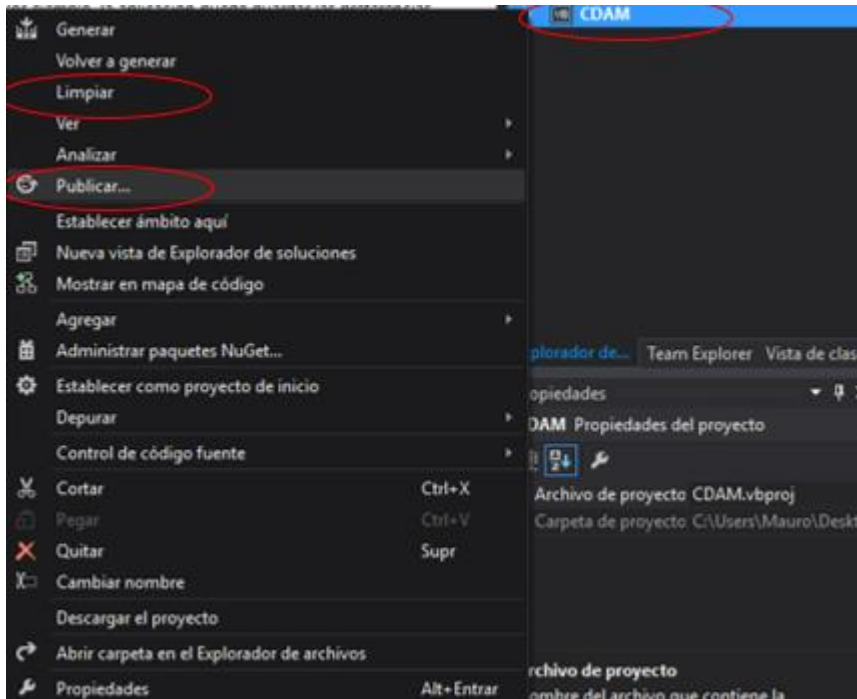 CDAM
Generar
Volver a generar
Limpiar
Ver
Analizar
Publicar...
Establecer ámbito aquí
Nueva vista de Explorador de soluciones
Mostrar en mapa de código
Agregar
Administrar paquetes NuGet...
Establecer como proyecto de inicio
Depurar
Control de código fuente
Cortar Ctrl+X
Pegar Ctrl+V
Quitar Supr
Cambiar nombre
Descargar el proyecto
Abrir carpeta en el Explorador de archivos
Propiedades Alt+Entrar
plorador de... Team Explorer Vista de clas
opiedades
DAM Propiedades del proyecto
Archivo de proyecto CDAM.vbproj
Carpeta de proyecto C:\Users\Mauro\Deskt
rchivo de proyecto
ombre del archivo que contiene la